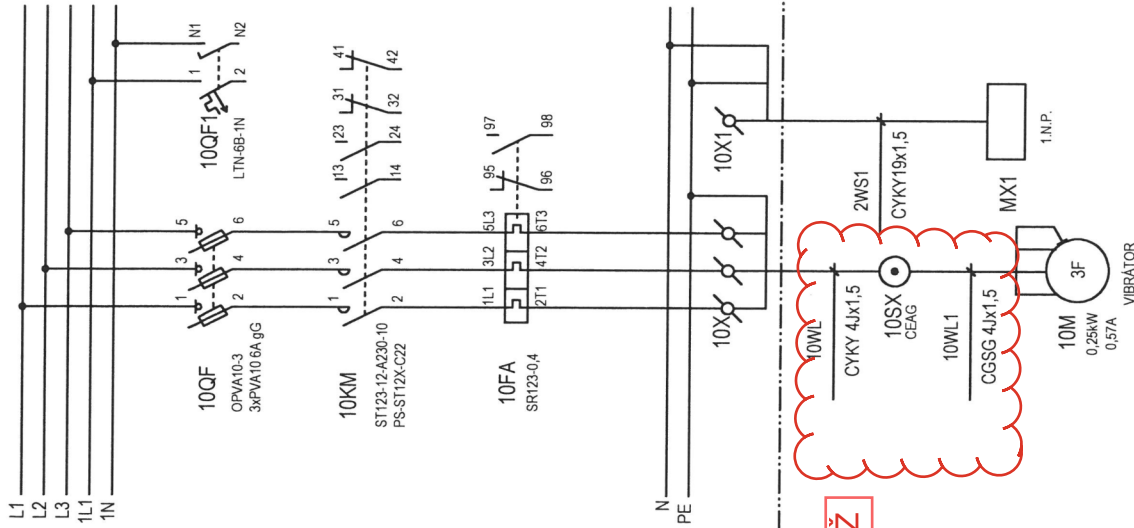 L1
L2
L3
1L1
1N
10QF
OPVA10-3
3xPVA10 6A gG
1
2
3
4
5
6
10QF1
LTN-6B-1N
1
2
N1
N2
10KM
ST123-12-A230-10
PS-ST12X-C22
1
2
3
4
5
6
13
14
23
24
31
32
41
42
10FA
SR123-0,4
1L1
2T1
3L2
4T2
5L3
6T3
95
96
97
98
N
PE
10X
10X1
10WL
CYKY 4Jx1,5
10SX
CEAG
10WL1
CGSG 4Jx1,5
2WS1
CYKY19x1,5
MX1
1.N.P.
10M
0,25kW
0,57A
3F
VIBRÁTOR
Ž